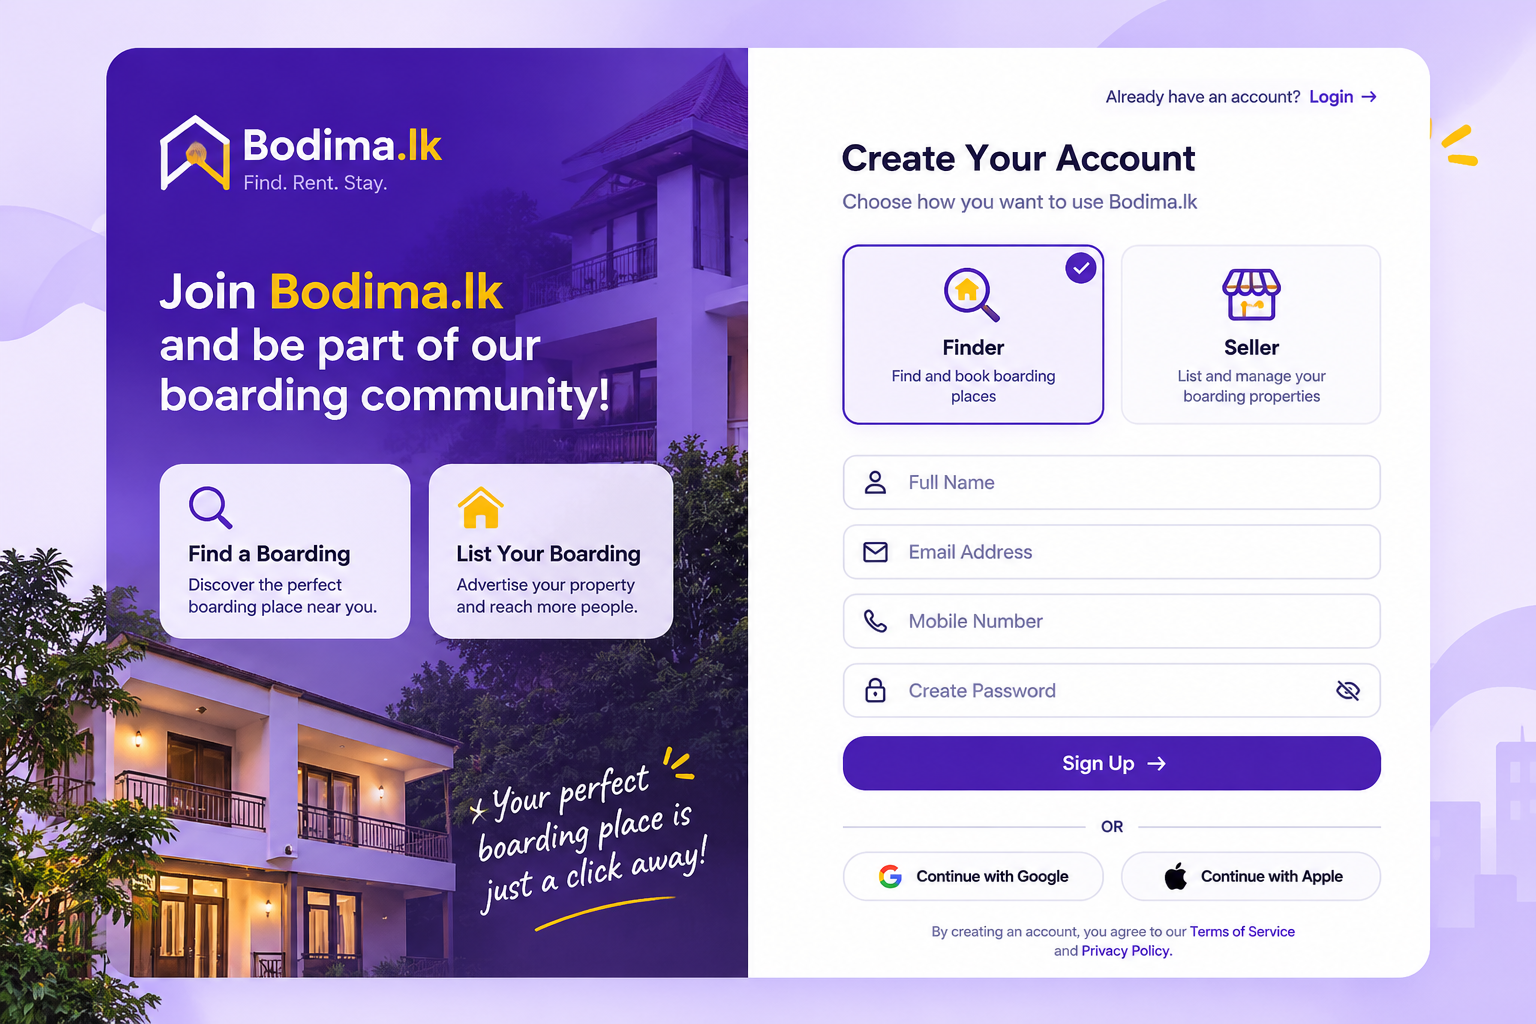 Bodima.lk
Find. Rent. Stay.
Join Bodima.lk
and be part of our
boarding community!
Find a Boarding
Discover the perfect
boarding place near you.
List Your Boarding
Advertise your property
and reach more people.
Your perfect
boarding place is
just a click away!
Already have an account? Login →
Create Your Account
Choose how you want to use Bodima.lk
Finder
Find and book boarding
places
Seller
List and manage your
boarding properties
Full Name
Email Address
Mobile Number
Create Password
Sign Up →
OR
Continue with Google
Continue with Apple
By creating an account, you agree to our Terms of Service
and Privacy Policy.